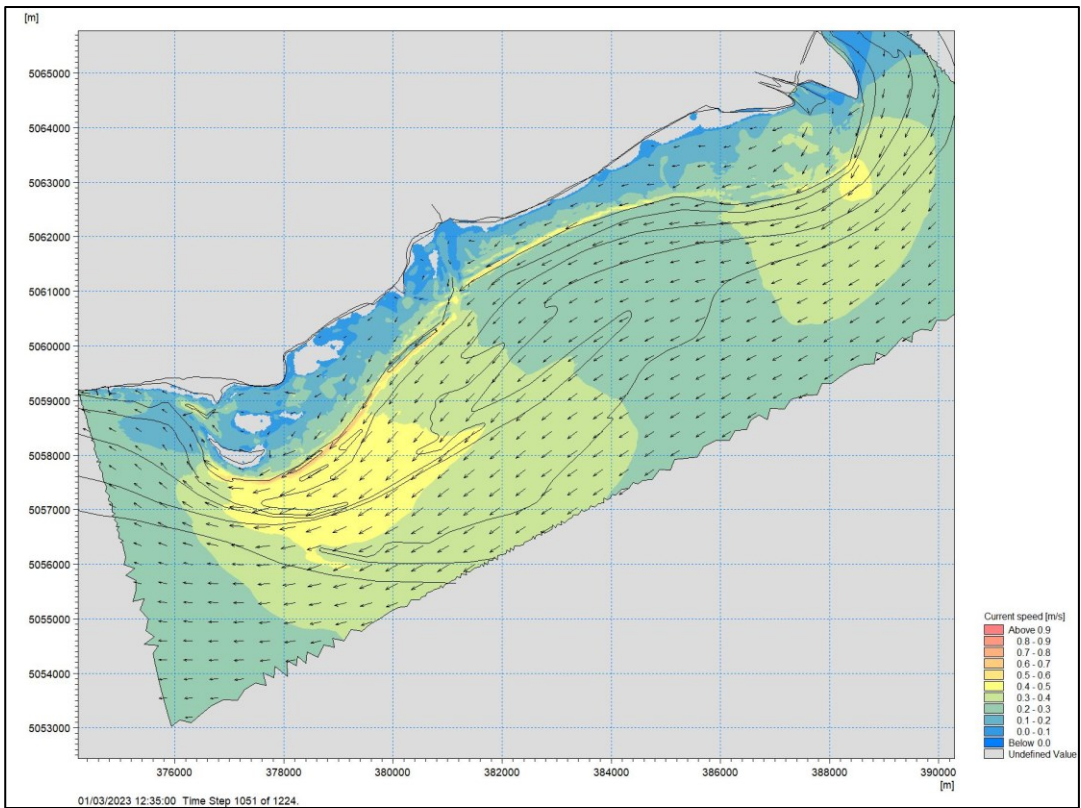 [m]
5065000
5064000
5063000
5062000
5061000
5060000
5059000
5058000
5057000
5056000
5055000
5054000
5053000
376000 378000 380000 382000 384000 386000 388000 390000
[m]
Current speed [m/s]
Above 0.9
0.8 - 0.9
0.7 - 0.8
0.6 - 0.7
0.5 - 0.6
0.4 - 0.5
0.3 - 0.4
0.2 - 0.3
0.1 - 0.2
0.0 - 0.1
Below 0.0
Undefined Value
01/03/2023 12:35:00 Time Step 1051 of 1224.